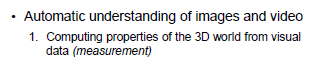 • Automatic understanding of images and video
1. Computing properties of the 3D world from visual
data (measurement)